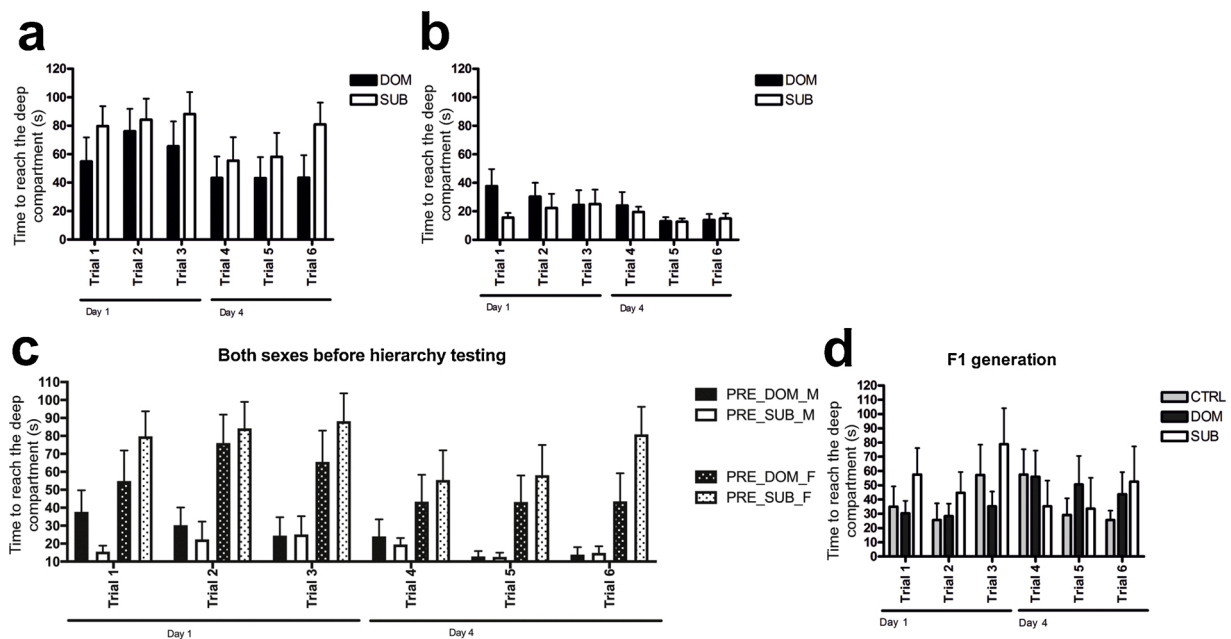 a
Time to reach the deep
compartment (s)
120
100
80
60
40
20
0
DOM
SUB
Trial 1
Trial 2
Trial 3
Trial 4
Trial 5
Trial 6
Day 1
Day 4
b
Time to reach the deep
compartment (s)
120
100
80
60
40
20
0
DOM
SUB
Trial 1
Trial 2
Trial 3
Trial 4
Trial 5
Trial 6
Day 1
Day 4
c
Both sexes before hierarchy testing
Time to reach the deep
compartment (s)
110
100
90
80
70
60
50
40
30
20
10
PRE_DOM_M
PRE_SUB_M
PRE_DOM_F
PRE_SUB_F
Trial 1
Trial 2
Trial 3
Trial 4
Trial 5
Trial 6
Day 1
Day 4
d
F1 generation
Time to reach the deep
compartment (s)
120
110
100
90
80
70
60
50
40
30
20
10
0
CTRL
DOM
SUB
Trial 1
Trial 2
Trial 3
Trial 4
Trial 5
Trial 6
Day 1
Day 4